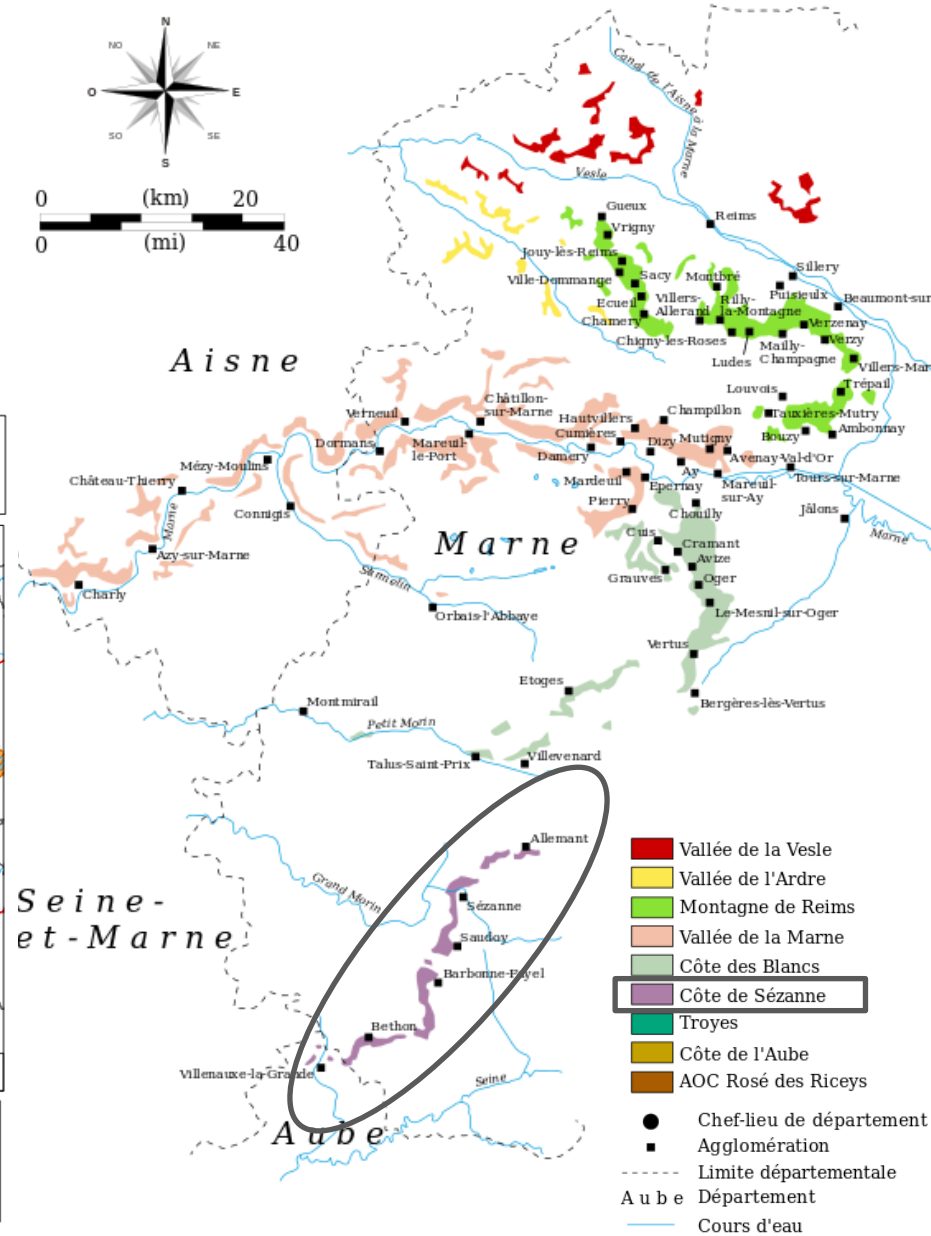 N
NO
NE
O
E
SO
SE
S
0
(km)
20
0
(mi)
40
Canal de l'Aisne à la Marne
Vesle
Gueux
Reims
Vrigny
Jouy-lès-Reims
Sillery
Ville-Dommange
Sacy
Montbré
Puisieulx
Ecueil
Villers-
Allerand
Rilly-
la-Montagne
Beaumont-sur
Chamery
Verzenay
Chigny-les-Roses
Mailly-
Champagne
Verzy
Ludes
Villers-Mar
Aisne
Trépail
Louvois
Châtillon-
sur-Marne
Verneuil
Hautvillers
Champillon
Tauxières-Mutry
Dormans
Mareuil-
le-Port
Cumières
Dizy
Mutigny
Bouzy
Ambonnay
Damery
Avenay-Val-d'Or
Mézy-Moulins
Ay
Château-Thierry
Mardeuil
Epernay
Mareuil-
sur-Ay
Tours-sur-Marne
Pierry
Chouilly
Jâlons
Marne
Connigis
Marne
Marne
Cuis
Cramant
Azy-sur-Marne
Avize
Surmelin
Grauves
Oger
Charly
Orbais-l'Abbaye
Le-Mesnil-sur-Oger
Vertus
Etoges
Montmirail
Bergères-lès-Vertus
Petit Morin
Talus-Saint-Prix
Villevenard
Allemant
Grand Morin
Sézanne
Seine-
et-Marne
Saudoy
Barbonne-Fayel
Bethon
Villenauxe-la-Grande
Seine
Aube
Vallée de la Vesle
Vallée de l'Ardre
Montagne de Reims
Vallée de la Marne
Côte des Blancs
Côte de Sézanne
Troyes
Côte de l'Aube
AOC Rosé des Riceys
Chef-lieu de département
Agglomération
Limite départementale
Aube Département
Cours d'eau